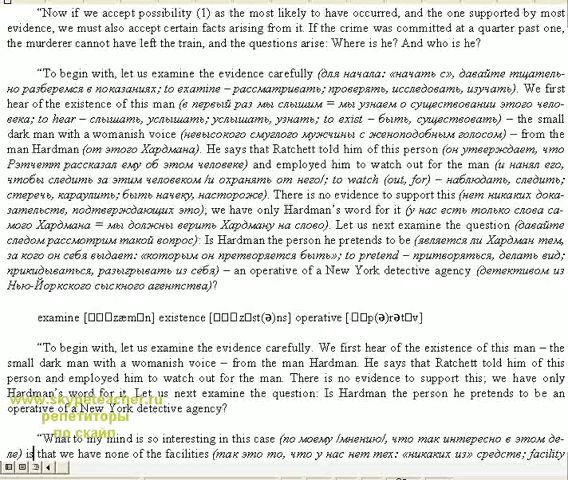 “Now if we accept possibility (1) as the most likely to have occurred, and the one supported by most
evidence, we must also accept certain facts arising from it. If the crime was committed at a quarter past one,
the murderer cannot have left the train, and the questions arise: Where is he? And who is he?
“To begin with, let us examine the evidence carefully (для начала: «начать с», давайте тщатель-
но разберемся в показаниях; to examine – рассматривать; проверять, исследовать, изучать). We first
hear of the existence of this man (в первый раз мы слышим = мы узнаем о существовании этого чело-
века; to hear – слышать, услышать; услышать, узнать; to exist – быть, существовать) – the small
dark man with a womanish voice (невысокого смуглого мужчины с женоподобным голосом) – from the
man Hardman (от этого Хардмана). He says that Ratchett told him of this person (он утверждает, что
Рэтчетт рассказал ему об этом человеке) and employed him to watch out for the man (и нанял его,
чтобы следить за этим человеком /и охранять от него/; to watch (out, for) – наблюдать, следить;
стеречь, караулить; быть начеку, настороже). There is no evidence to support this (нет никаких дока-
зательств, подтверждающих это); we have only Hardman’s word for it (у нас есть только слова са-
мого Хардмана = мы должны верить Хардману на слово). Let us next examine the question (давайте
следом рассмотрим такой вопрос): Is Hardman the person he pretends to be (является ли Хардман тем,
за кого он себя выдает: «которым он претворяется быть»; to pretend – притворяться, делать вид;
прикидываться, разыгрывать из себя) – an operative of a New York detective agency (детективом из
Нью-Йоркского сыскного агентства)?
examine [□□□zæm□n] existence [□□□z□st(ə)ns] operative [□□p(ə)rət□v]
“To begin with, let us examine the evidence carefully. We first hear of the existence of this man – the
small dark man with a womanish voice – from the man Hardman. He says that Ratchett told him of this
person and employed him to watch out for the man. There is no evidence to support this; we have only
Hardman’s word for it. Let us next examine the question: Is Hardman the person he pretends to be – an
operative of a New York detective agency?
www.skypeteacher.ru
репетиторы
по скайп
“What to my mind is so interesting in this case (по моему /мнению/, что так интересно в этом де-
ле) is that we have none of the facilities (так это то, что у нас нет тех: «никаких из» средств; facility